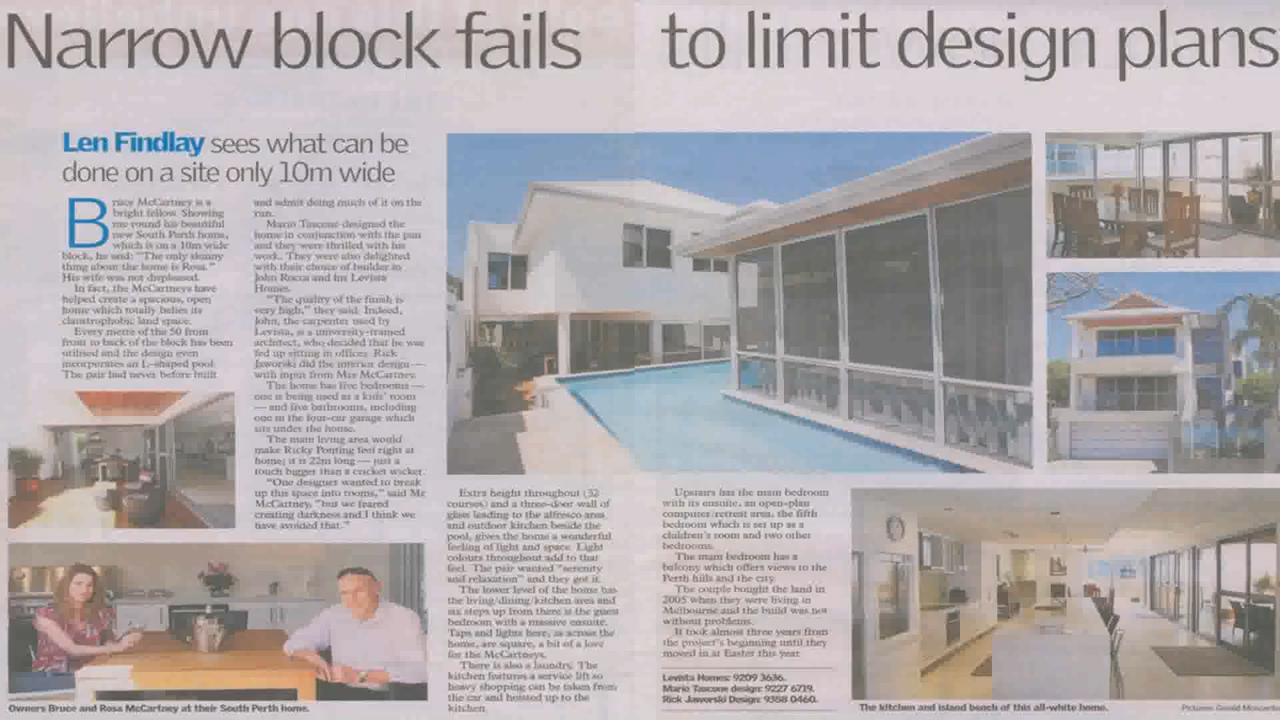 Narrow block fails to limit design plans
Len Findlay sees what can be
done on a site only 10m wide
Bruce McCartney is a
bright fellow. Showing
me round his beautiful
new South Perth home,
which is on a 10m wide
block, he said: "The only skinny
thing about the home is Rosa."
His wife was not displeased.
In fact, the McCartneys have
helped create a spacious, open
home which totally belies its
claustrophobic land space.
Every metre of the 50 from
front to back of the block has been
utilised and the design even
incorporates an L-shaped pool.
The pair had never before built
and admit doing much of it on the
run.
Mario Tascone designed the
home in conjunction with the pair
and they were thrilled with his
work. They were also delighted
with their choice of builder in
John Rocca and his Levista
Homes.
"The quality of the finish is
very high," they said. Indeed,
John, the carpenter used by
Levista, is a university-trained
architect, who decided that he was
fed up sitting in offices. Rick
Jaworski did the interior design —
with input from Mrs McCartney.
The home has five bedrooms —
one is being used as a kids' room
— and five bathrooms, including
one in the four-car garage which
sits under the home.
The main living area would
make Ricky Ponting feel right at
home; it is 22m long — just a
touch bigger than a cricket wicket.
"One designer wanted to break
up this space into rooms," said Mr
McCartney, "but we feared
creating darkness and I think we
have avoided that."
Extra height throughout (32
courses) and a three-door wall of
glass leading to the alfresco area
and outdoor kitchen beside the
pool, gives the home a wonderful
feeling of light and space. Light
colours throughout add to that
feel. The pair wanted "serenity
and relaxation" and they got it.
The lower level of the home has
the living/dining/kitchen area and
six steps up from there is the guest
bedroom with a massive ensuite.
Taps and lights here, as across the
home, are square, a bit of a love
for the McCartneys.
There is also a laundry. The
kitchen features a service lift so
heavy shopping can be taken from
the car and hoisted up to the
kitchen.
Upstairs has the main bedroom
with its ensuite, an open-plan
computer/retreat area, the fifth
bedroom which is set up as a
children's room and two other
bedrooms.
The main bedroom has a
balcony which offers views to the
Perth hills and the city.
The couple bought the land in
2005 when they were living in
Melbourne and the build was not
without problems.
It took almost three years from
the project's beginning until they
moved in at Easter this year.
Levista Homes: 9209 3636.
Mario Tascone design: 9227 6719.
Rick Jaworski Design: 9358 0460.
Owners Bruce and Rosa McCartney at their South Perth home.
The kitchen and island bench of this all-white home.
Pictures: Gerald